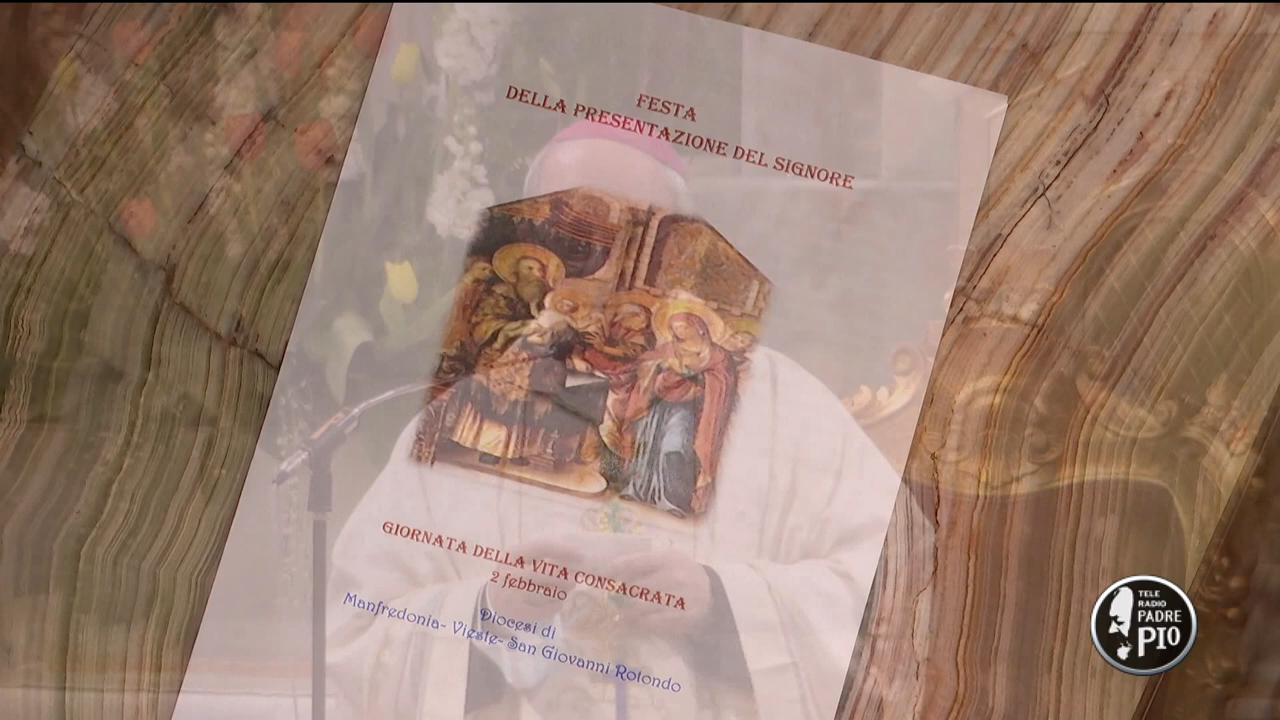 FESTA
DELLA PRESENTAZIONE DEL SIGNORE
GIORNATA DELLA VITA CONSACRATA
2 febbraio
Diocesi di
Manfredonia- Vieste- San Giovanni Rotondo
TELE
RADIO
PADRE
PIO